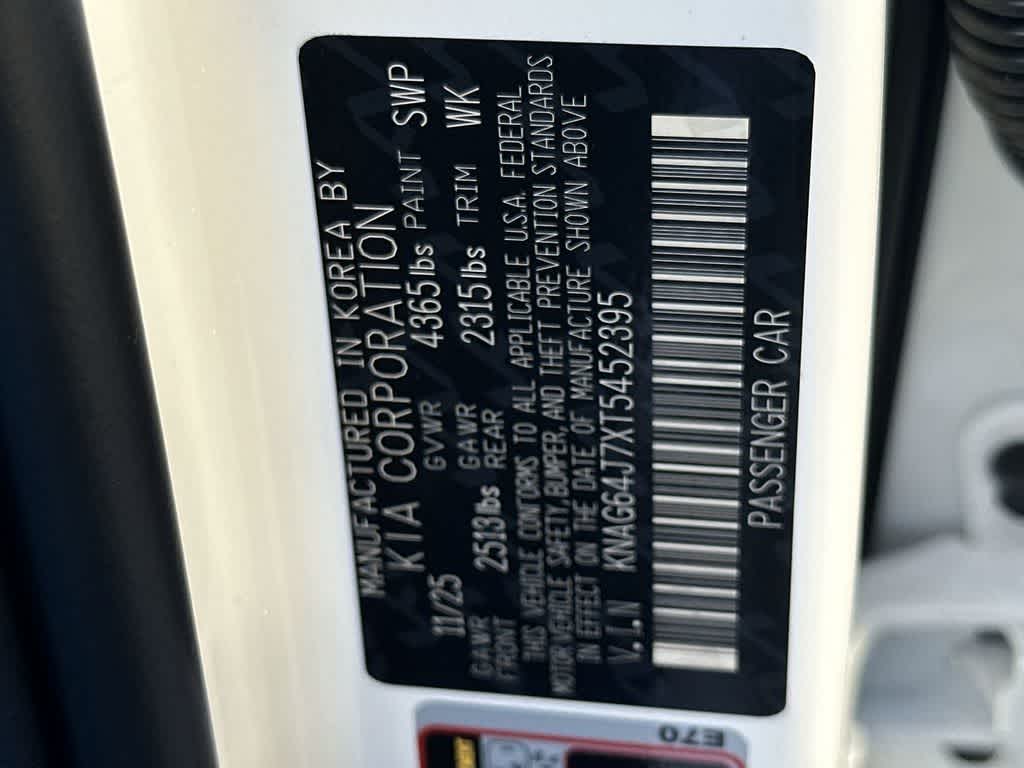 MANUFACTURED IN KOREA BY
KIA CORPORATION
11/25 GVWR 4365lbs PAINT SWP
GAWR FRONT 2513lbs GAWR REAR 2315lbs TRIM WK
THIS VEHICLE CONFORMS TO ALL APPLICABLE U.S.A. FEDERAL
MOTOR VEHICLE SAFETY, BUMPER, AND THEFT PREVENTION STANDARDS
IN EFFECT ON THE DATE OF MANUFACTURE SHOWN ABOVE
V.I.N KNAG64J7XT5452395
PASSENGER CAR
E70